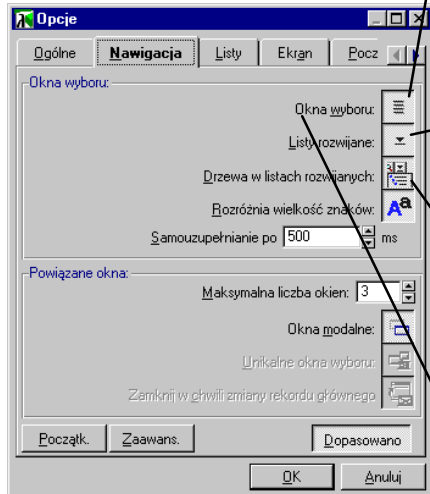 Opcje
Ogólne Nawigacja Listy Ekran Pocz
Okna wyboru:
Okna wyboru:
Listy rozwijane:
Drzewa w listach rozwijanych:
Rozróżnia wielkość znaków: Aa
Samouzupełnianie po 500 ms
Powiązane okna:
Maksymalna liczba okien: 3
Okna modalne:
Unikalne okna wyboru:
Zamknij w chwili zmiany rekordu głównego
Początk. Zaawans. Dopasowano
OK Anuluj